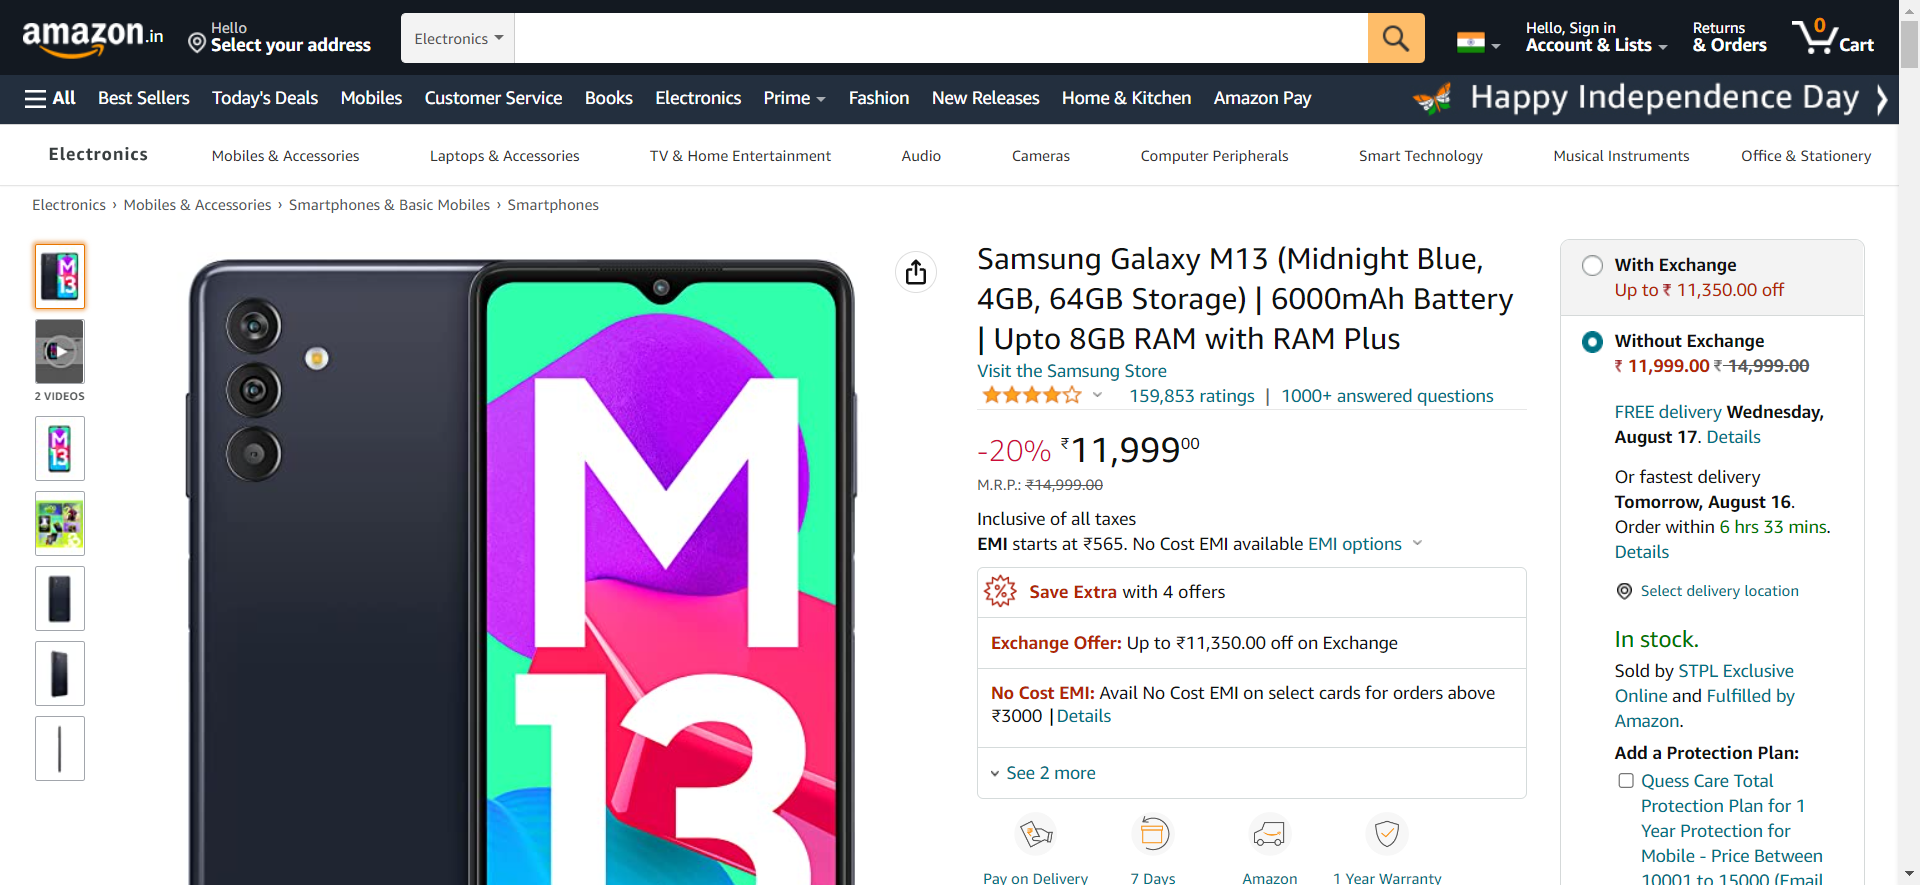 amazon.in
Hello
Select your address
Electronics
Hello, Sign in
Account & Lists
Returns
& Orders
0
Cart
All
Best Sellers
Today's Deals
Mobiles
Customer Service
Books
Electronics
Prime
Fashion
New Releases
Home & Kitchen
Amazon Pay
Happy Independence Day
Electronics
Mobiles & Accessories
Laptops & Accessories
TV & Home Entertainment
Audio
Cameras
Computer Peripherals
Smart Technology
Musical Instruments
Office & Stationery
Electronics › Mobiles & Accessories › Smartphones & Basic Mobiles › Smartphones
M
13
2 VIDEOS
M
13
M
13
Samsung Galaxy M13 (Midnight Blue,
4GB, 64GB Storage) | 6000mAh Battery
| Upto 8GB RAM with RAM Plus
Visit the Samsung Store
159,853 ratings | 1000+ answered questions
-20% ₹11,99900
M.R.P.: ₹14,999.00
Inclusive of all taxes
EMI starts at ₹565. No Cost EMI available EMI options
Save Extra with 4 offers
Exchange Offer: Up to ₹11,350.00 off on Exchange
No Cost EMI: Avail No Cost EMI on select cards for orders above
₹3000 | Details
See 2 more
Pay on Delivery
7 Days
Amazon
1 Year Warranty
With Exchange
Up to ₹ 11,350.00 off
Without Exchange
₹ 11,999.00 ₹ 14,999.00
FREE delivery Wednesday,
August 17. Details
Or fastest delivery
Tomorrow, August 16.
Order within 6 hrs 33 mins.
Details
Select delivery location
In stock.
Sold by STPL Exclusive
Online and Fulfilled by
Amazon.
Add a Protection Plan:
Quess Care Total
Protection Plan for 1
Year Protection for
Mobile - Price Between
10001 to 15000 (Email